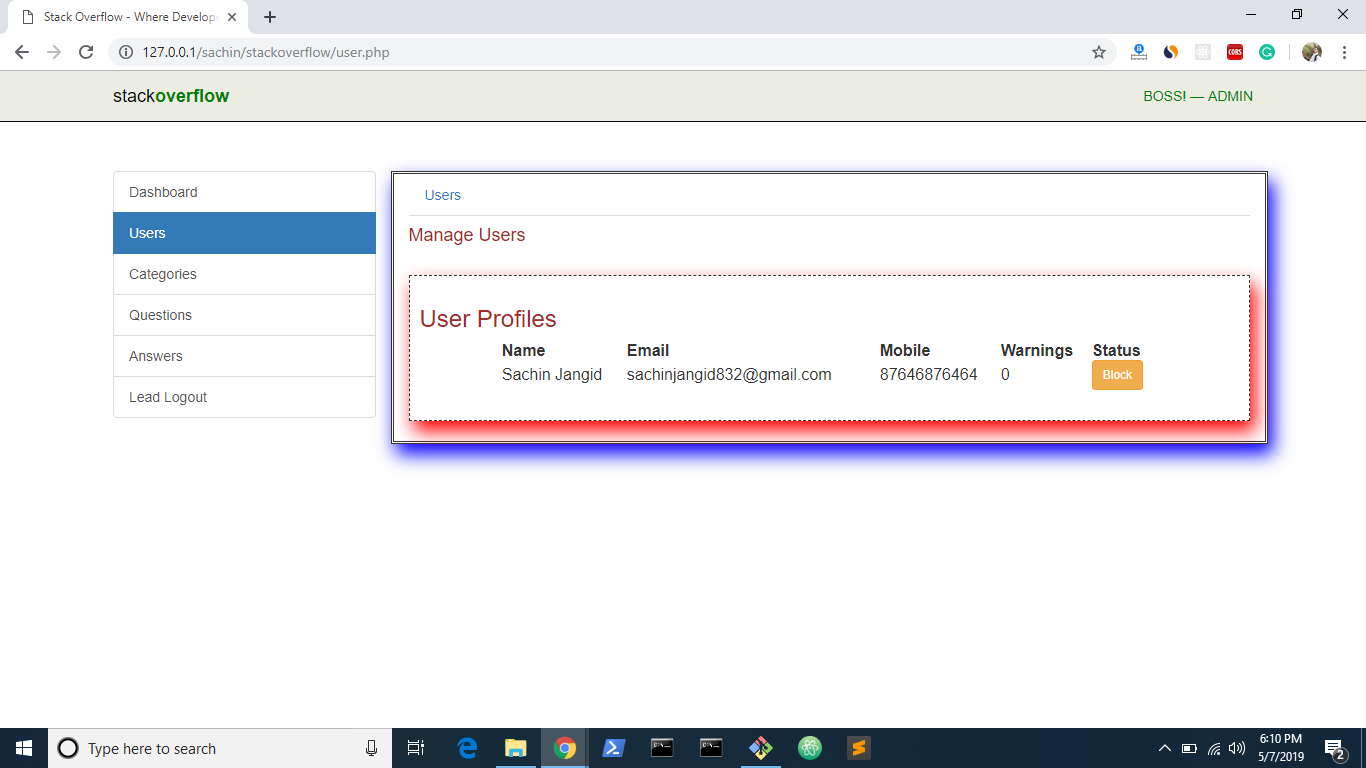 Stack Overflow - Where Develop
127.0.0.1/sachin/stackoverflow/user.php
CORS
stackoverflow
BOSS! — ADMIN
Dashboard
Users
Categories
Questions
Answers
Lead Logout
Users
Manage Users
User Profiles
Name Email Mobile Warnings Status
Sachin Jangid sachinjangid832@gmail.com 87646876464 0 Block
Type here to search
6:10 PM
5/7/2019
2